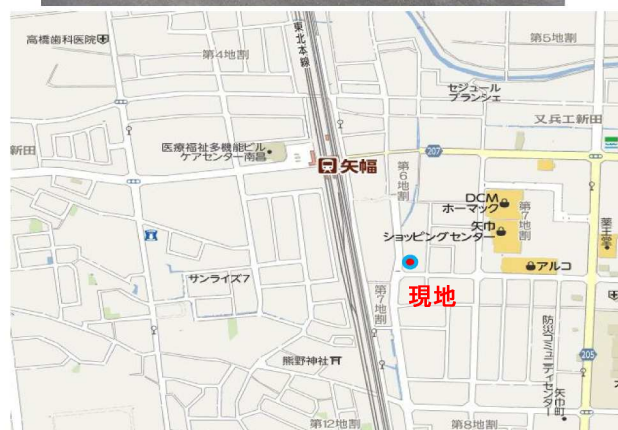 高橋歯科医院
第4地割
東北本線
第5地割
セジュール
プランシェ
又兵エ新田
医療福祉多機能ビル
ケアセンター南昌
新田
矢幅
207
第6地割
DCM
ホーマック
第7地割
矢巾
ショッピングセンター
薬王堂
アルコ
サンライズ7
第7地割
現地
防災コミュニティセンター
矢巾町
205
熊野神社
第12地割
第8地割